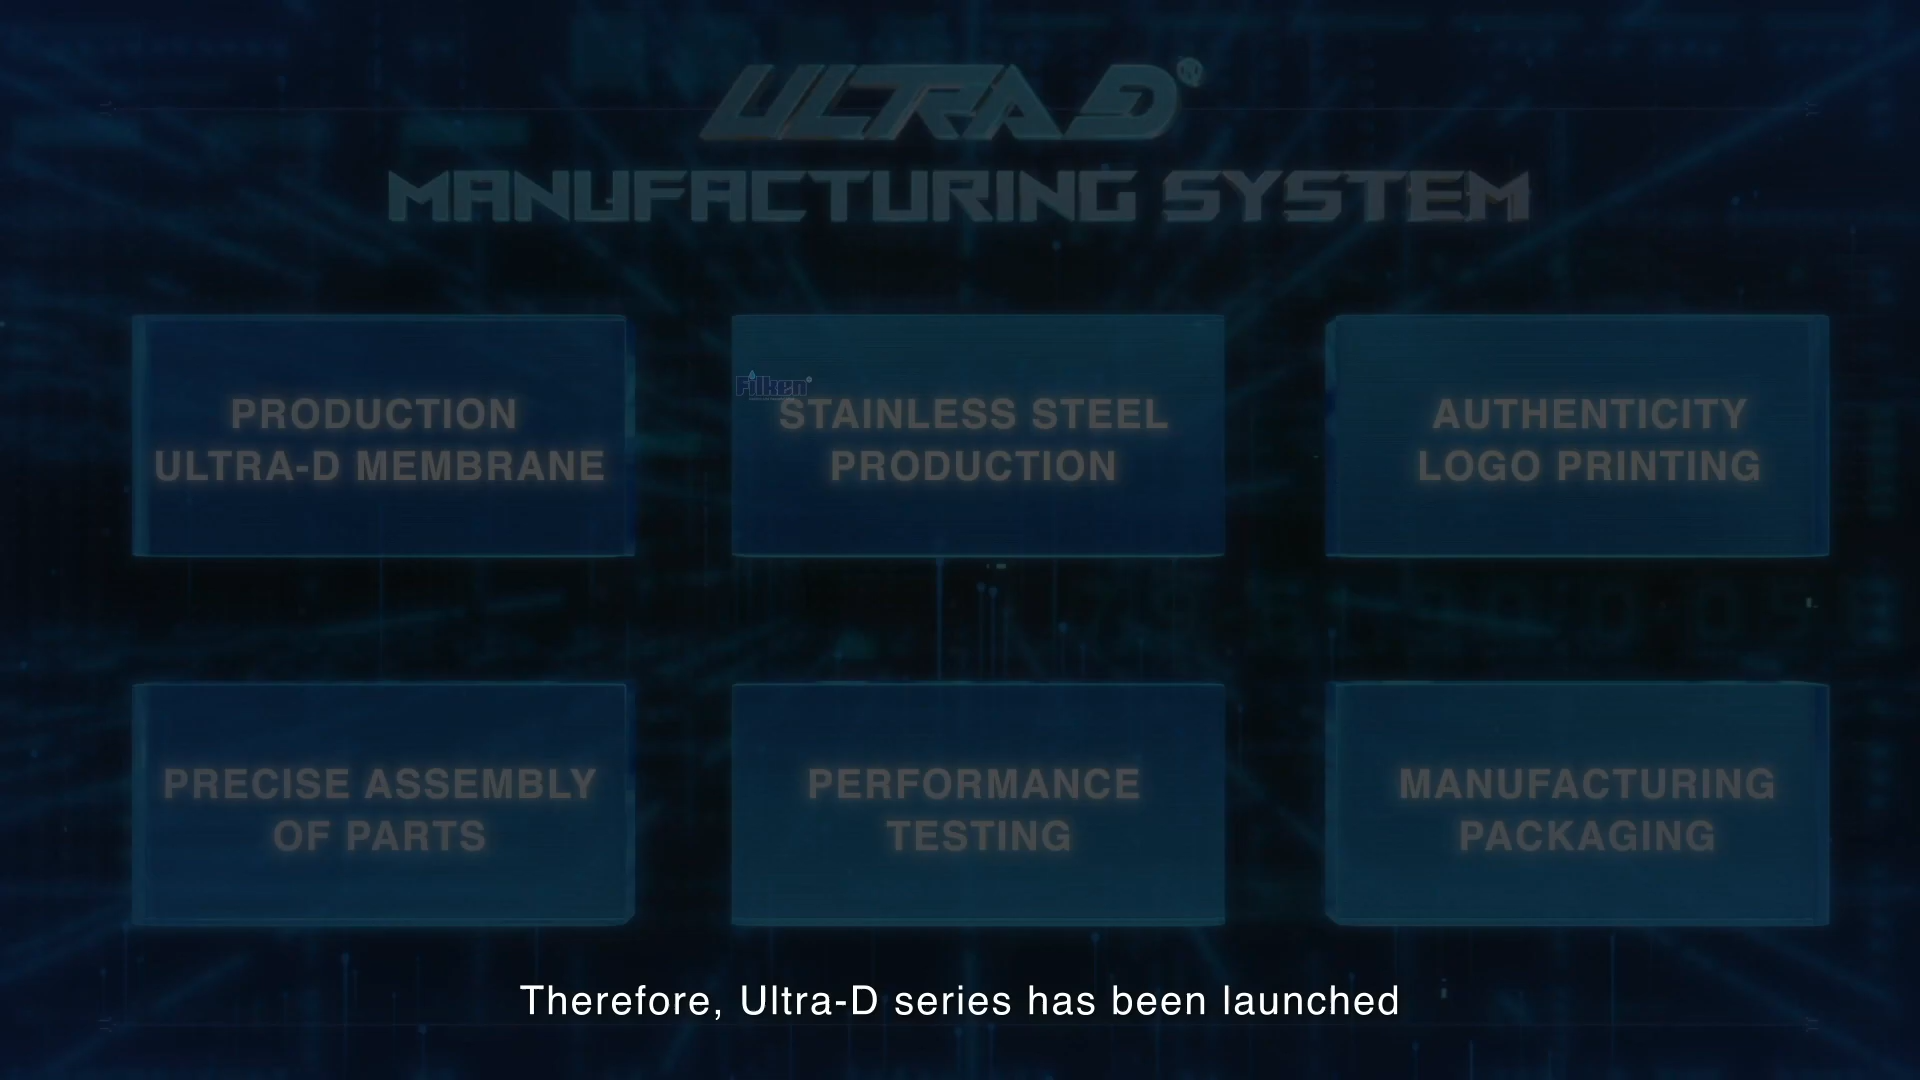 ULTRA D®
MANUFACTURING SYSTEM
PRODUCTION
ULTRA-D MEMBRANE
Filken®
STAINLESS STEEL
PRODUCTION
AUTHENTICITY
LOGO PRINTING
PRECISE ASSEMBLY
OF PARTS
PERFORMANCE
TESTING
MANUFACTURING
PACKAGING
Therefore, Ultra-D series has been launched